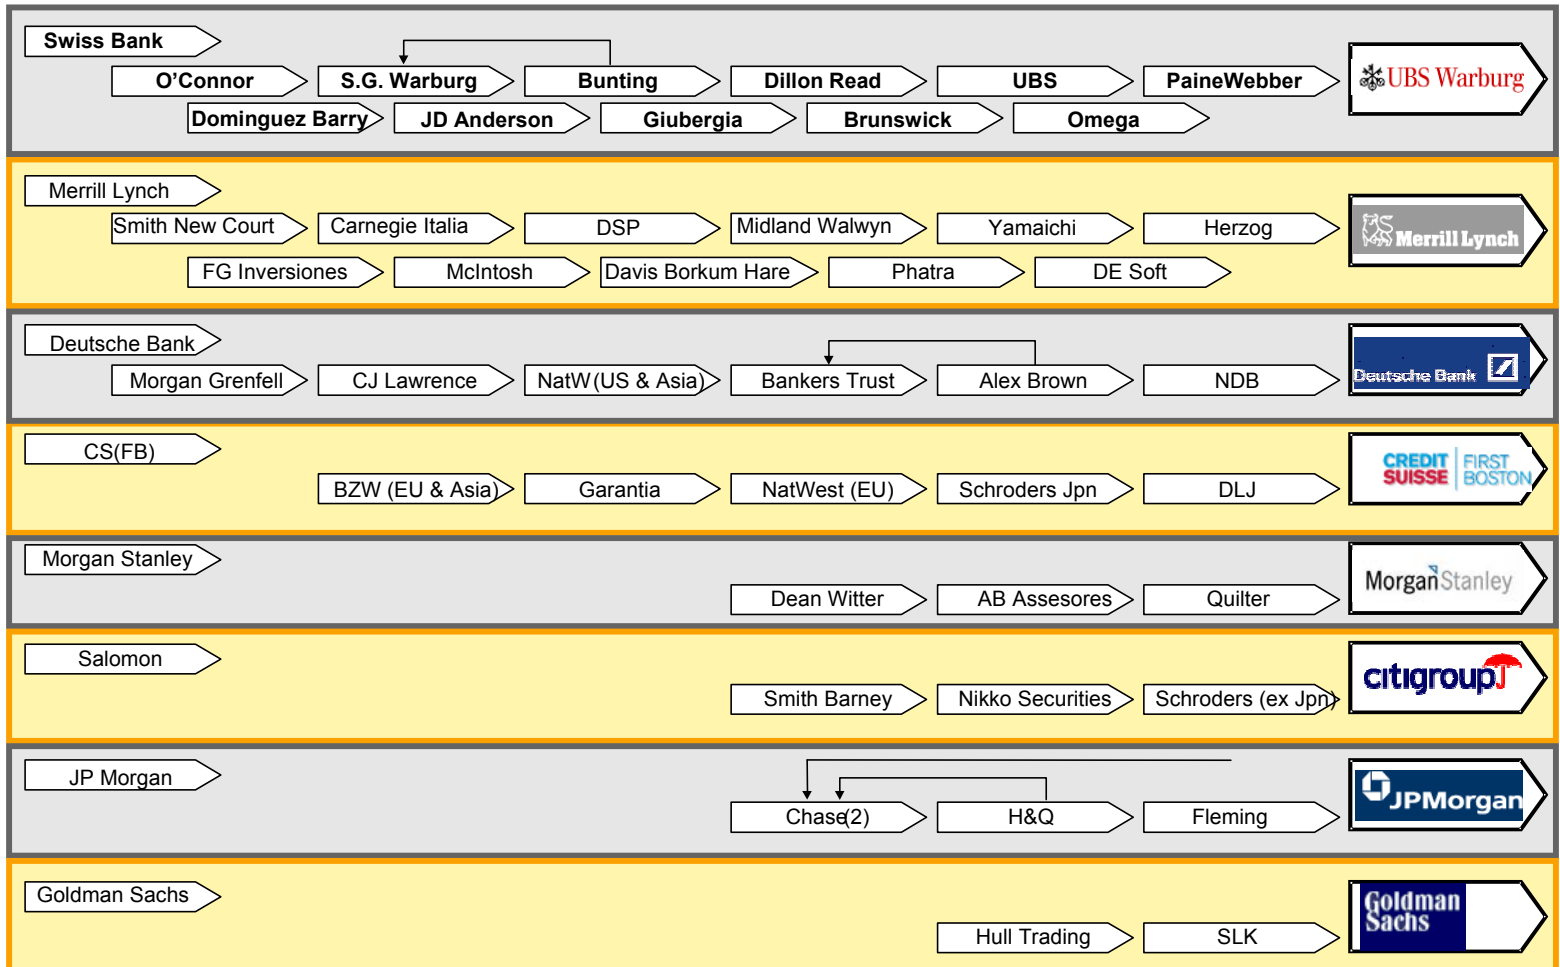 Swiss Bank
O'Connor
S.G. Warburg
Bunting
Dillon Read
UBS
PaineWebber
UBS Warburg
Dominguez Barry
JD Anderson
Giubergia
Brunswick
Omega
Merrill Lynch
Smith New Court
Carnegie Italia
DSP
Midland Walwyn
Yamaichi
Herzog
Merrill Lynch
FG Inversiones
McIntosh
Davis Borkum Hare
Phatra
DE Soft
Deutsche Bank
Morgan Grenfell
CJ Lawrence
NatW(US & Asia)
Bankers Trust
Alex Brown
NDB
Deutsche Bank
CS(FB)
BZW (EU & Asia)
Garantia
NatWest (EU)
Schroders Jpn
DLJ
CREDIT SUISSE
FIRST BOSTON
Morgan Stanley
Dean Witter
AB Assesores
Quilter
MorganStanley
Salomon
Smith Barney
Nikko Securities
Schroders (ex Jpn)
citigroup
JP Morgan
Chase(2)
H&Q
Fleming
JPMorgan
Goldman Sachs
Hull Trading
SLK
Goldman
Sachs